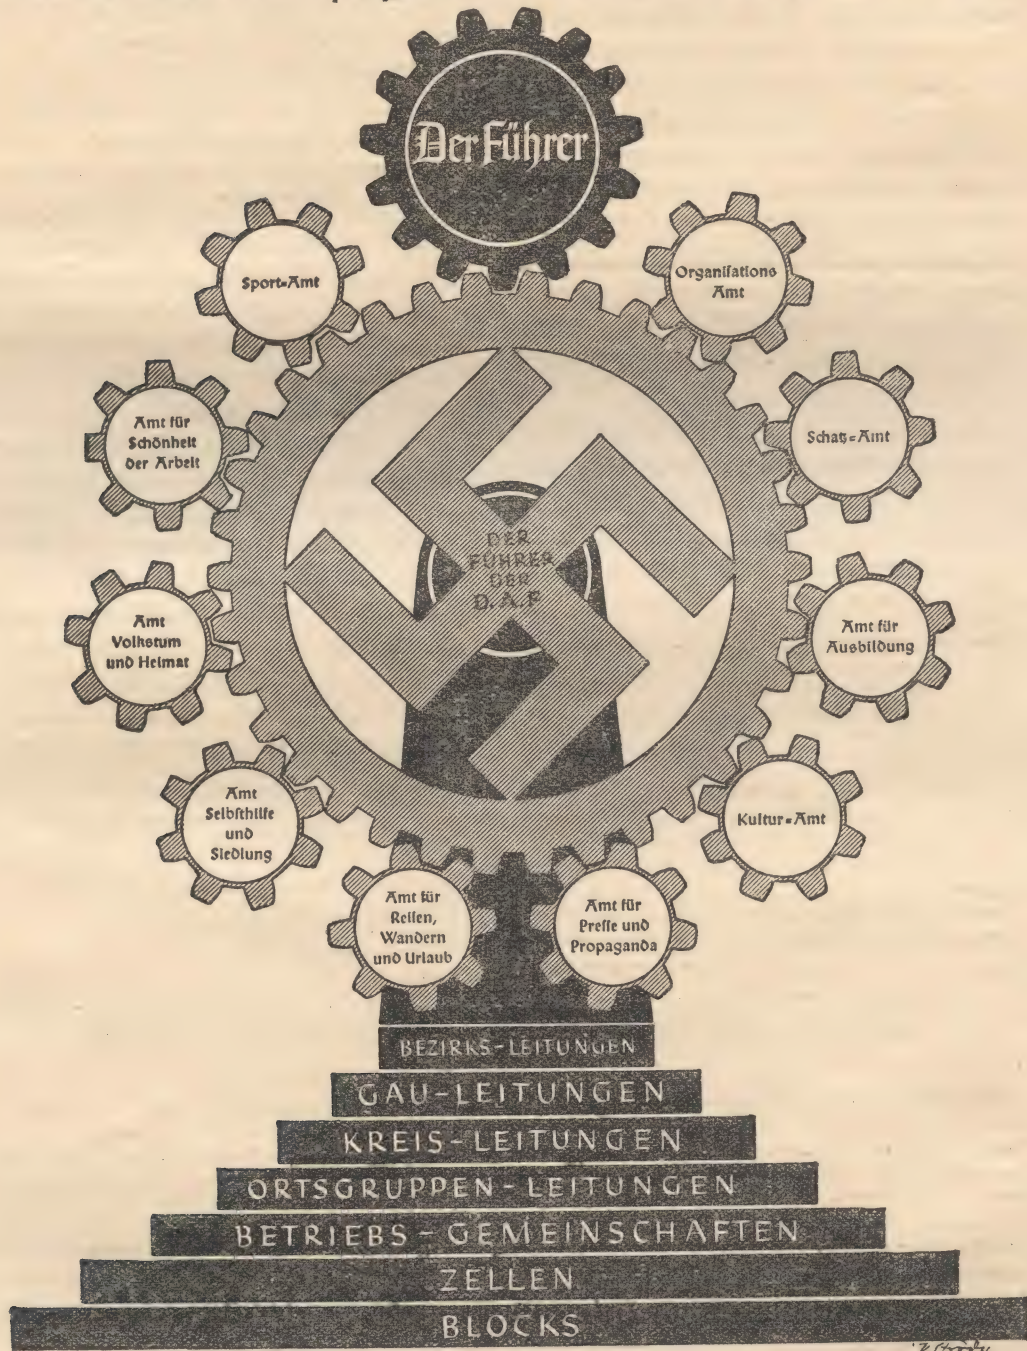 Der Führer
Sport-Amt
Organisations
Amt
Amt für
Schönheit
der Arbeit
Schatz-Amt
DER
FÜHRER
DER
D.A.F
Amt
Volkstum
und Heimat
Amt für
Ausbildung
Amt
Selbsthilfe
und
Siedlung
Kultur-Amt
Amt für
Reisen,
Wandern
und Urlaub
Amt für
Presse und
Propaganda
BEZIRKS-LEITUNGEN
GAU-LEITUNGEN
KREIS-LEITUNGEN
ORTSGRUPPEN-LEITUNGEN
BETRIEBS-GEMEINSCHAFTEN
ZELLEN
BLOCKS